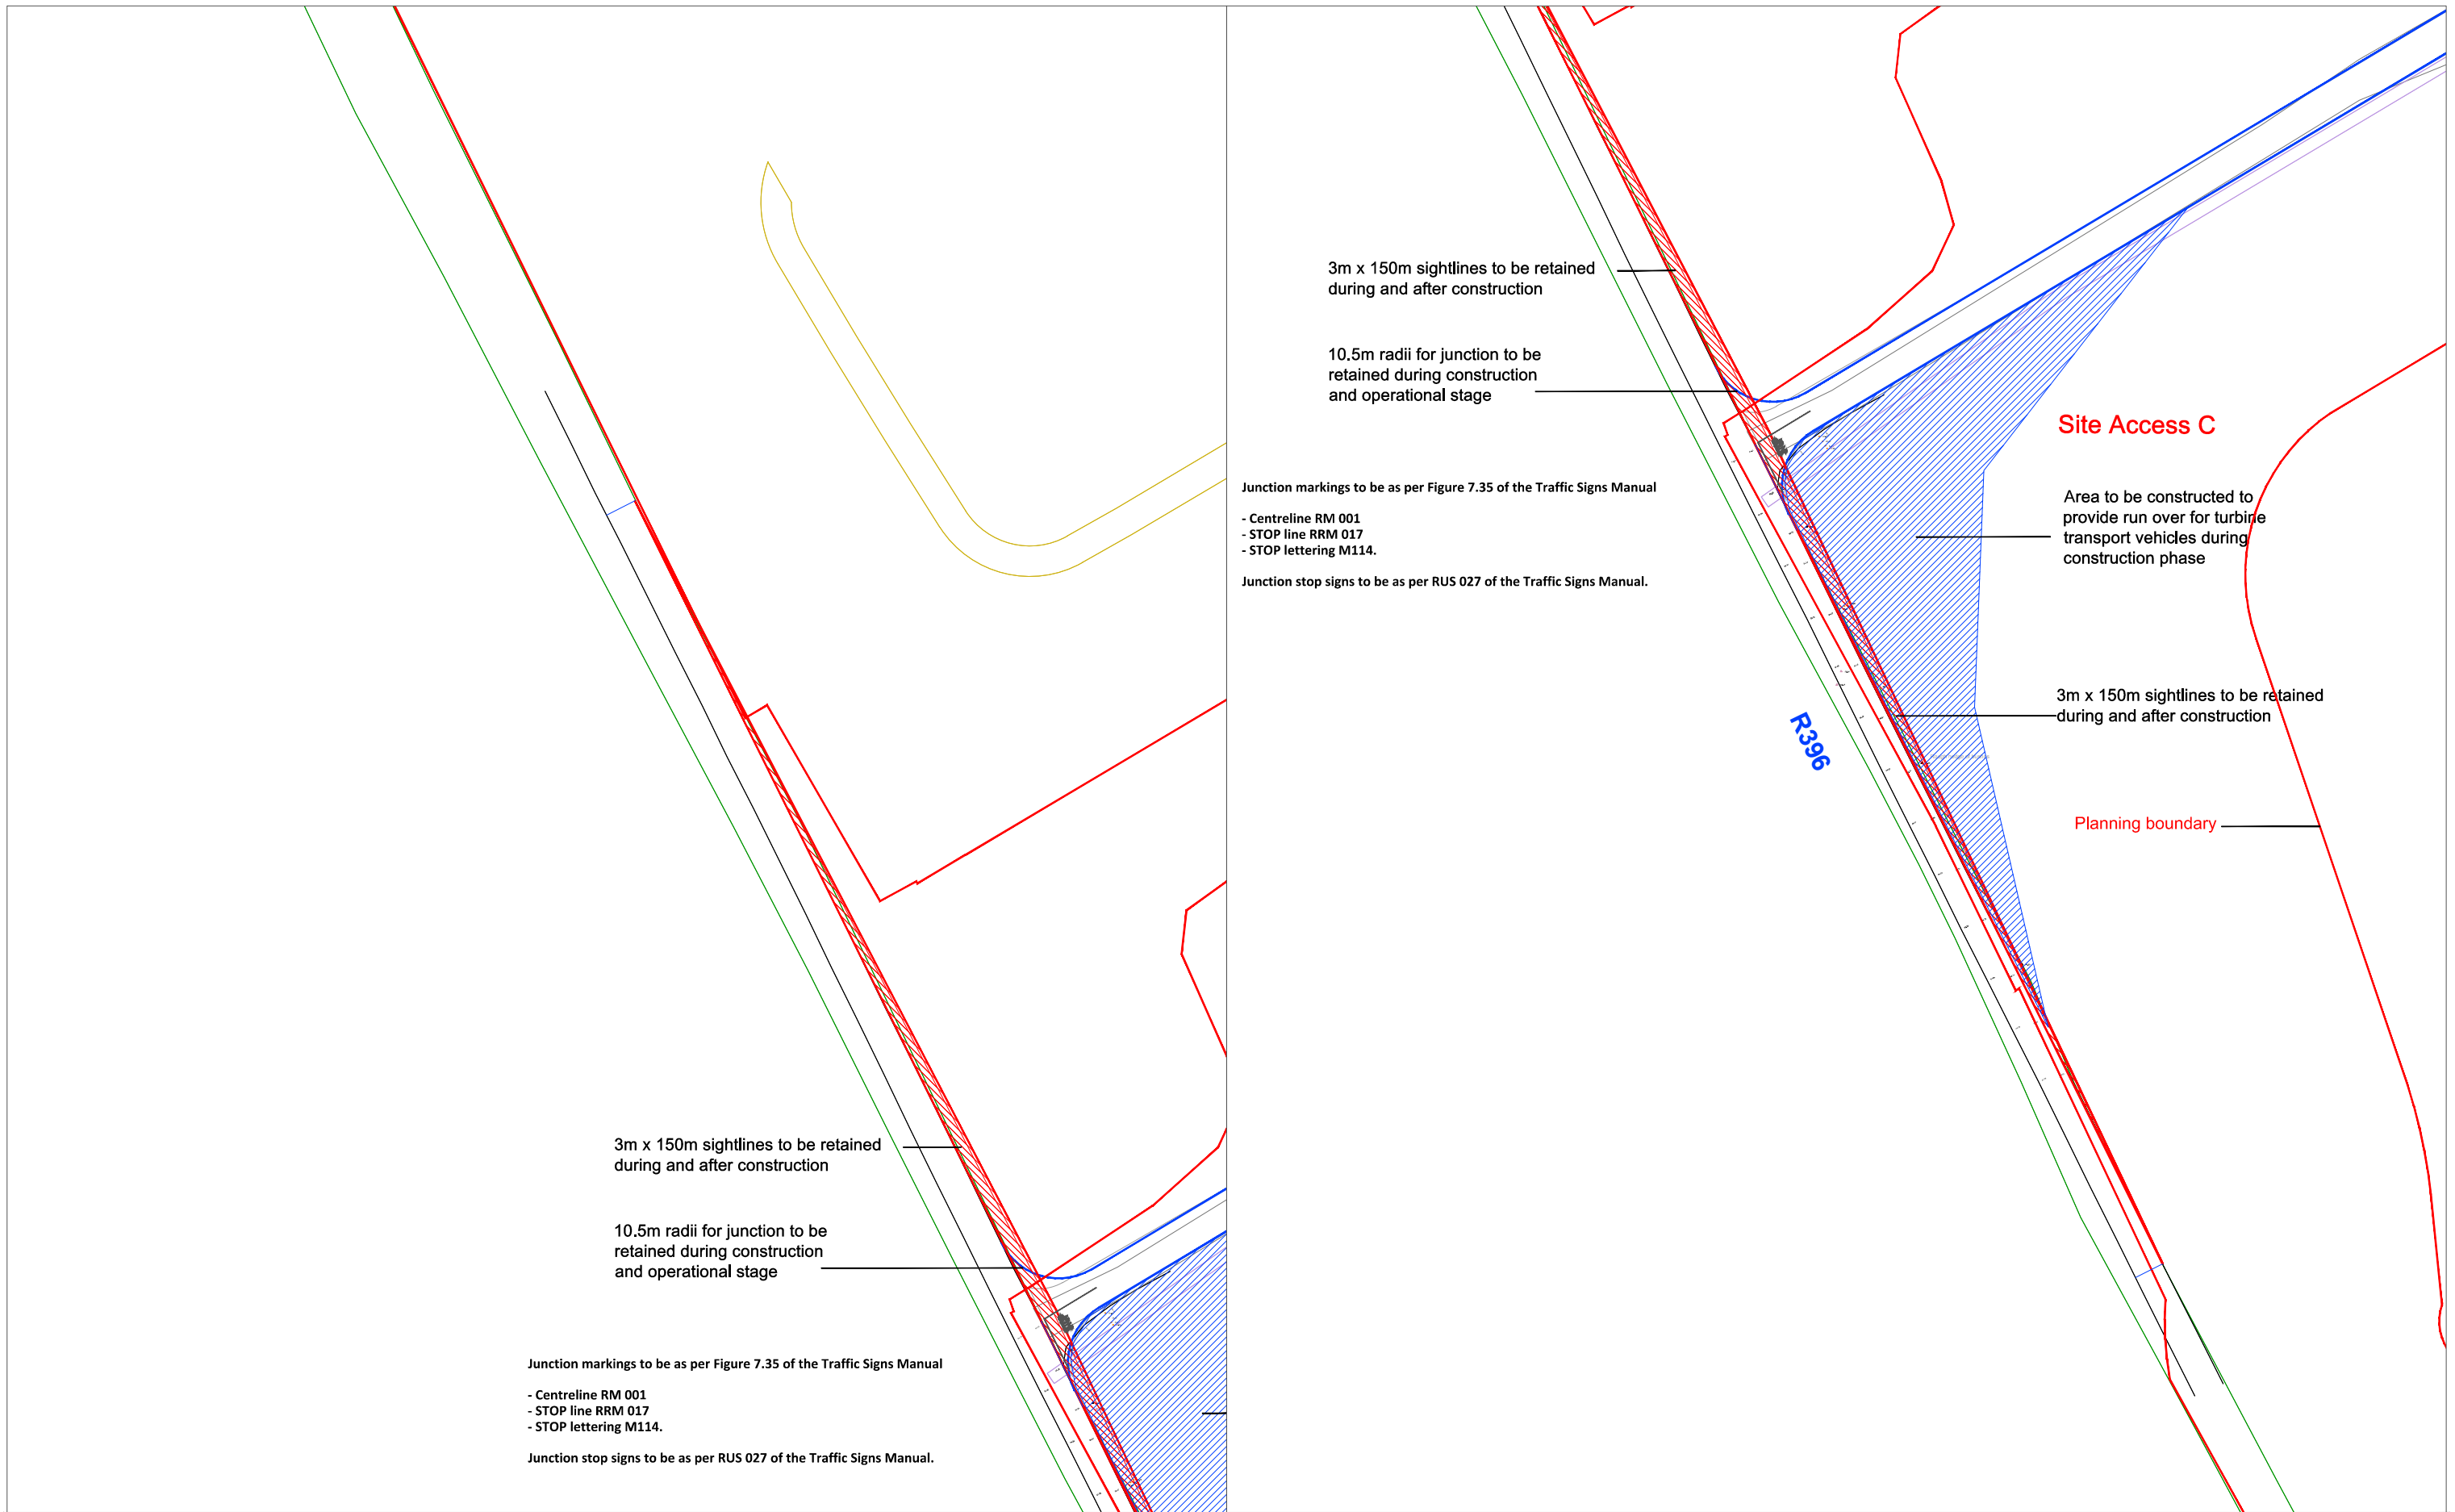 3m x 150m sightlines to be retained
during and after construction
10.5m radii for junction to be
retained during construction
and operational stage
Junction markings to be as per Figure 7.35 of the Traffic Signs Manual
- Centreline RM 001
- STOP line RRM 017
- STOP lettering M114.
Junction stop signs to be as per RUS 027 of the Traffic Signs Manual.
3m x 150m sightlines to be retained
during and after construction
10.5m radii for junction to be
retained during construction
and operational stage
Junction markings to be as per Figure 7.35 of the Traffic Signs Manual
- Centreline RM 001
- STOP line RRM 017
- STOP lettering M114.
Junction stop signs to be as per RUS 027 of the Traffic Signs Manual.
R396
Site Access C
Area to be constructed to
provide run over for turbine
transport vehicles during
construction phase
3m x 150m sightlines to be retained
during and after construction
Planning boundary